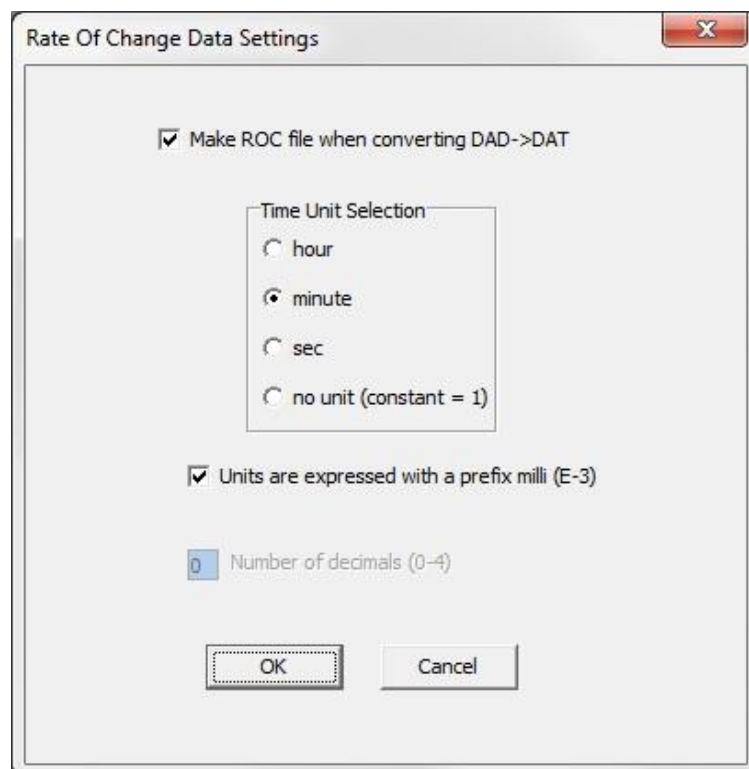 Rate Of Change Data Settings
Make ROC file when converting DAD->DAT
Time Unit Selection
hour
minute
sec
no unit (constant = 1)
Units are expressed with a prefix milli (E-3)
0 Number of decimals (0-4)
OK Cancel